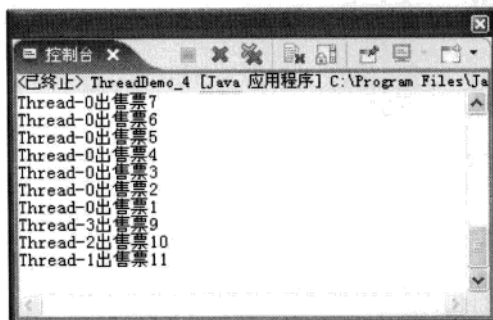 控制台
<已终止> ThreadDemo_4 [Java 应用程序] C:\Program Files\Ja
Thread-0出售票7
Thread-0出售票6
Thread-0出售票5
Thread-0出售票4
Thread-0出售票3
Thread-0出售票2
Thread-0出售票1
Thread-3出售票9
Thread-2出售票10
Thread-1出售票11